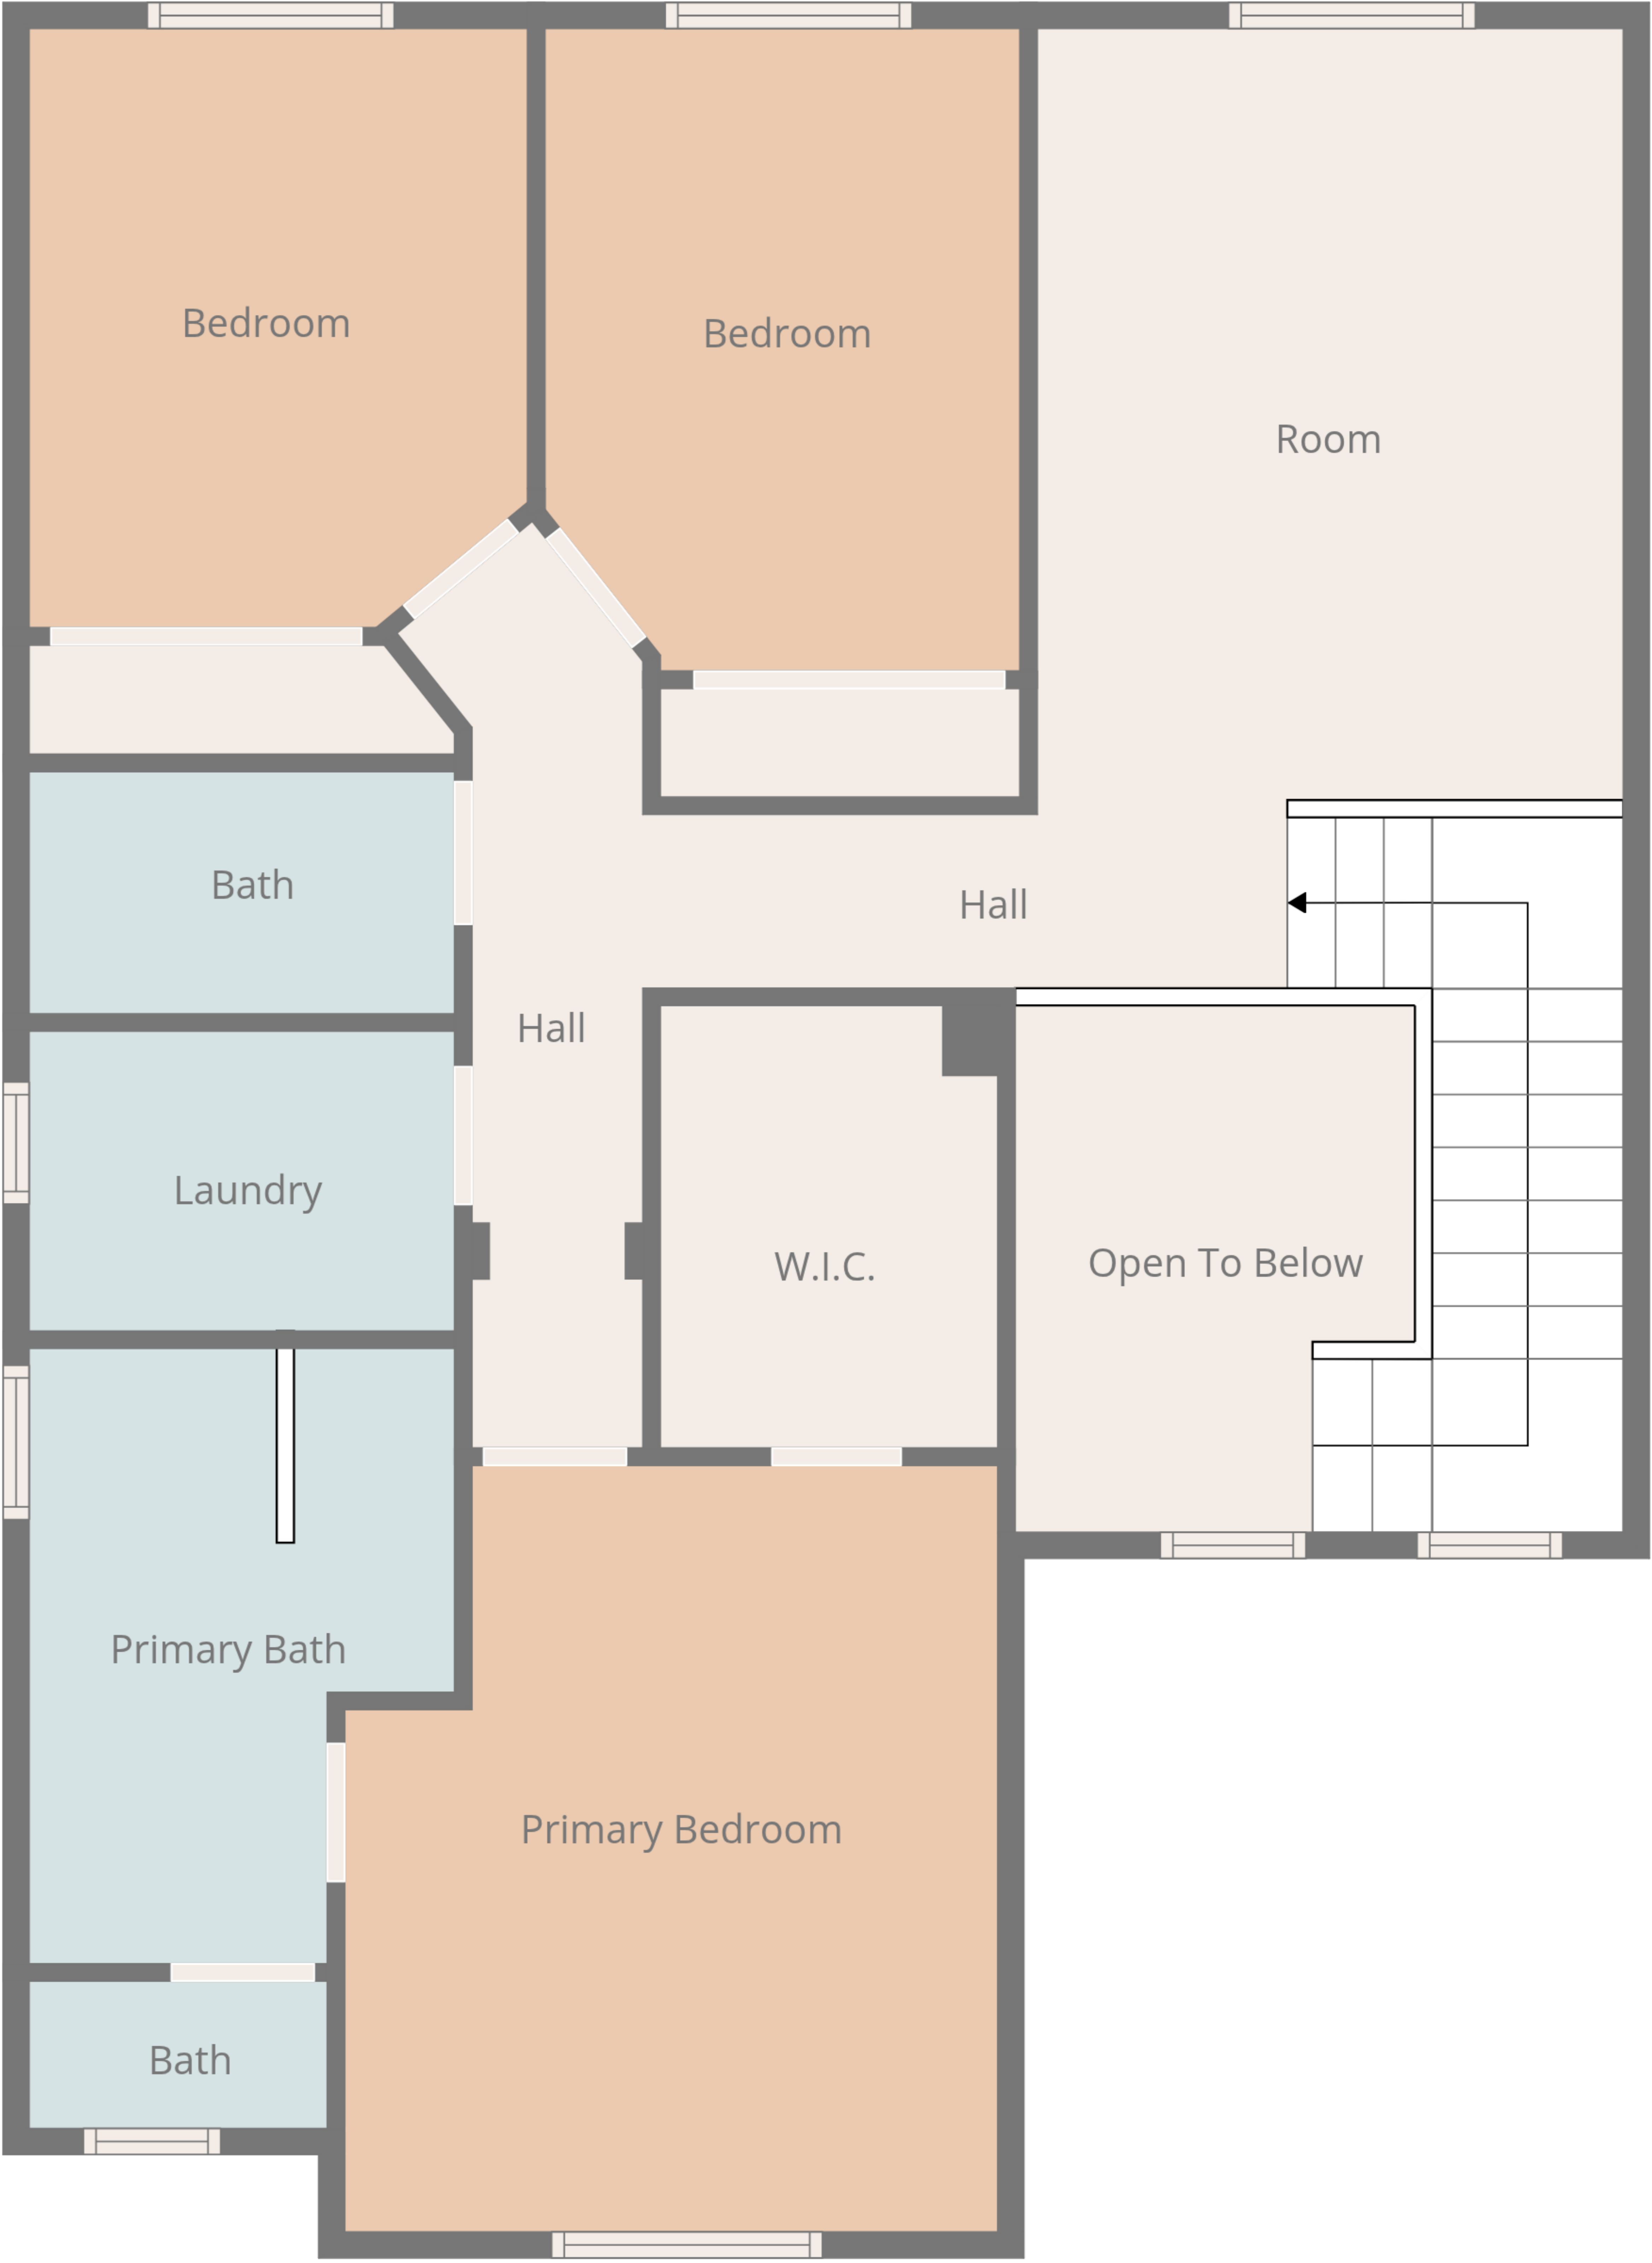 Bedroom
Bedroom
Room
Bath
Hall
Hall
Laundry
W.I.C.
Open To Below
Primary Bath
Primary Bedroom
Bath